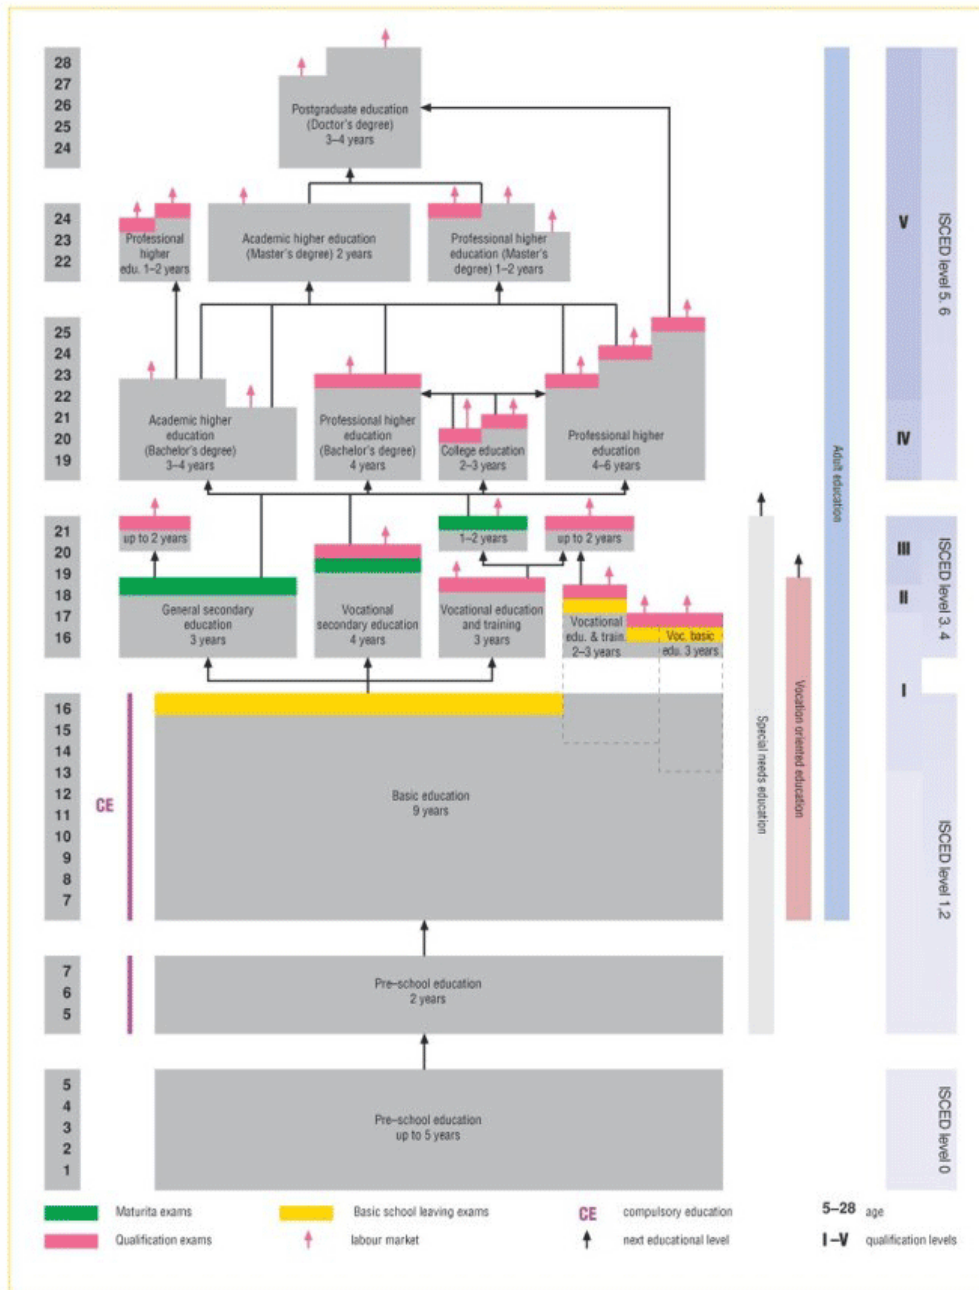 28
27
26
25
24
Postgraduate education
(Doctor's degree)
3–4 years
24
23
22
Professional
higher
edu. 1–2 years
Academic higher education
(Master's degree) 2 years
Professional higher
education (Master's
degree) 1–2 years
V
ISCED level 5. 6
25
24
23
22
21
20
19
Academic higher
education
(Bachelor's degree)
3–4 years
Professional higher
education
(Bachelor's degree)
4 years
College education
2–3 years
Professional higher
education
4–6 years
IV
Adult education
21
20
19
18
17
16
up to 2 years
General secondary
education
3 years
Vocational
secondary education
4 years
1–2 years
Vocational education
and training
3 years
up to 2 years
Vocational
edu. & train.
2–3 years
Voc. basic
edu. 3 years
III
II
I
ISCED level 3. 4
16
15
14
13
12
11
10
9
8
7
CE
Basic education
9 years
Special needs education
Vocation oriented education
ISCED level 1,2
7
6
5
Pre–school education
2 years
5
4
3
2
1
Pre–school education
up to 5 years
ISCED level 0
Maturita exams
Basic school leaving exams
CE compulsory education
5–28 age
Qualification exams
labour market
next educational level
I–V qualification levels